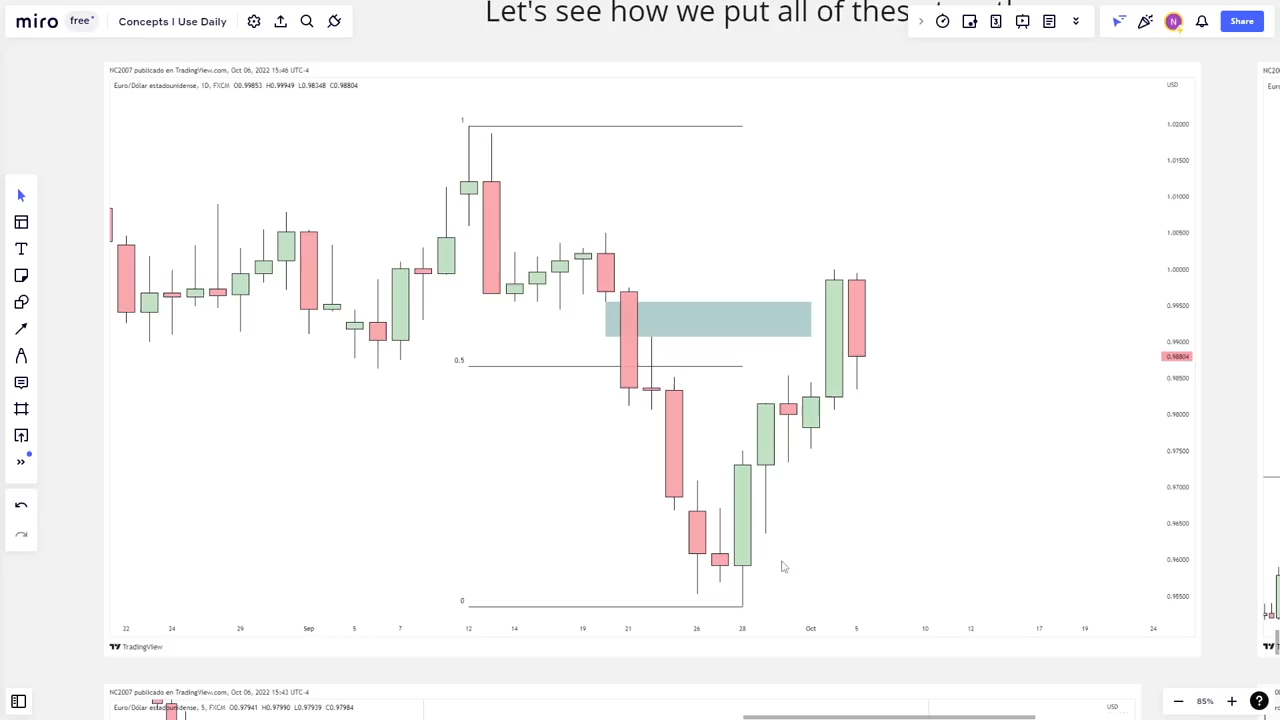 Let's see how we put all of these
miro
free
Concepts I Use Daily
3
N
Share
NC2007 publicado en TradingView.com, Oct 06, 2022 15:46 UTC-4
Euro/Dólar estadounidense, 1D, FXCM O0.99853 H0.99949 L0.98348 C0.98804
USD
NC20
Euro
1
1.02000
1.01500
1.01000
1.00500
1.00000
0.99500
0.99000
0.98804
0.5
0.98500
0.98000
0.97500
0.97000
0.96500
0.96000
0.95500
0
22 24 29 Sep 5 7 12 14 19 21 26 28 Oct 5 10 12 17 19 24
TradingView
NC2007 publicado en TradingView.com, Oct 06, 2022 15:43 UTC-4
Euro/Dólar estadounidense, 5, FXCM O0.97941 H0.97990 L0.97939 C0.97984
USD
85%
?